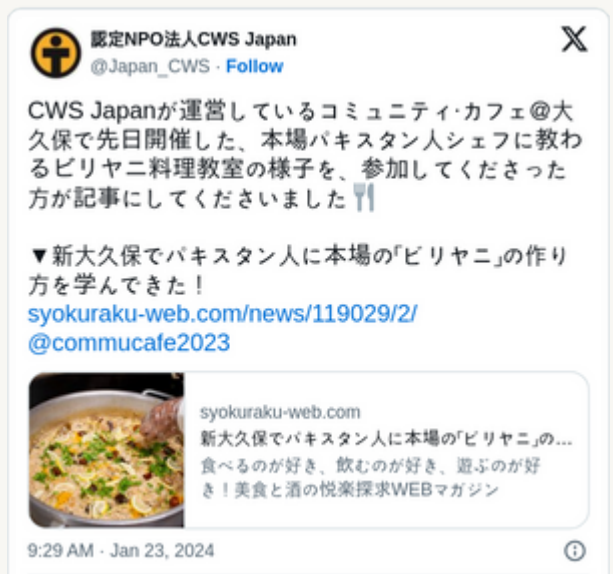 認定NPO法人CWS Japan
@Japan_CWS · Follow
CWS Japanが運営しているコミュニティ·カフェ@大
久保で先日開催した、本場パキスタン人シェフに教わ
るビリヤニ料理教室の様子を、参加してくださった
方が記事にしてくださいました🍴
▼新大久保でパキスタン人に本場の｢ビリヤニ｣の作り
方を学んできた！
syokuraku-web.com/news/119029/2/
@commucafe2023
syokuraku-web.com
新大久保でパキスタン人に本場の｢ビリヤニ｣の...
食べるのが好き、飲むのが好き、遊ぶのが好
き！美食と酒の悦楽探求WEBマガジン
9:29 AM · Jan 23, 2024